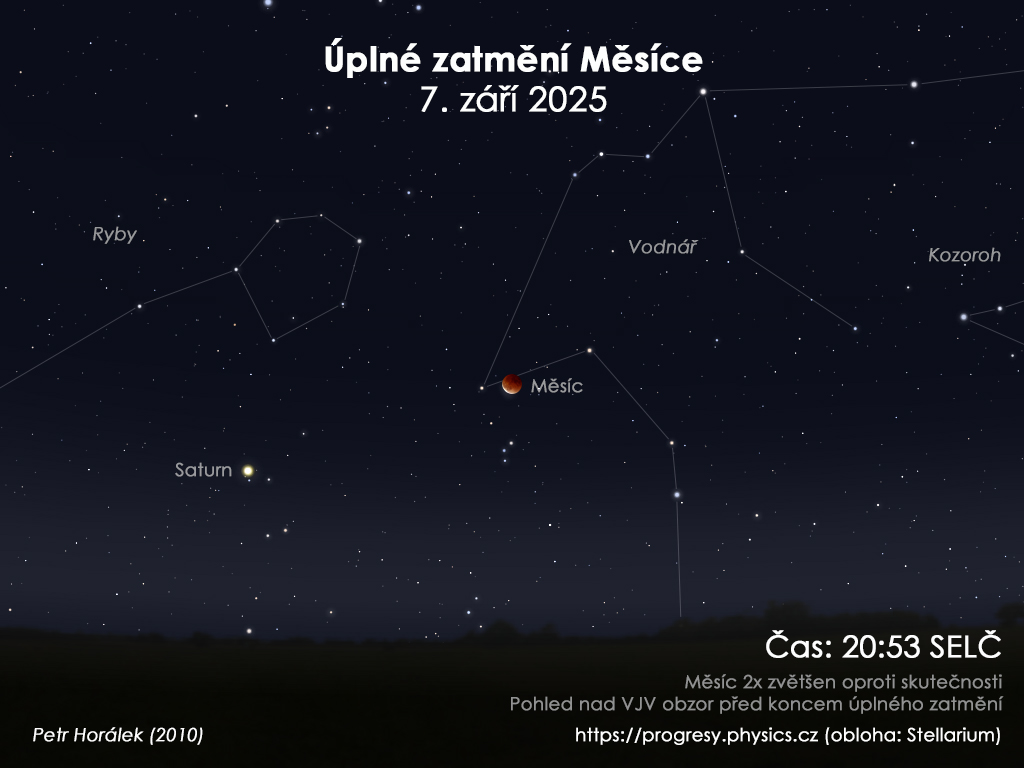 Úplné zatmění Měsíce
7. září 2025
Ryby
Vodnář
Kozoroh
Měsíc
Saturn
Čas: 20:53 SELČ
Měsíc 2x zvětšen oproti skutečnosti
Pohled nad VJV obzor před koncem úplného zatmění
Petr Horálek (2010)
https://progresy.physics.cz (obloha: Stellarium)